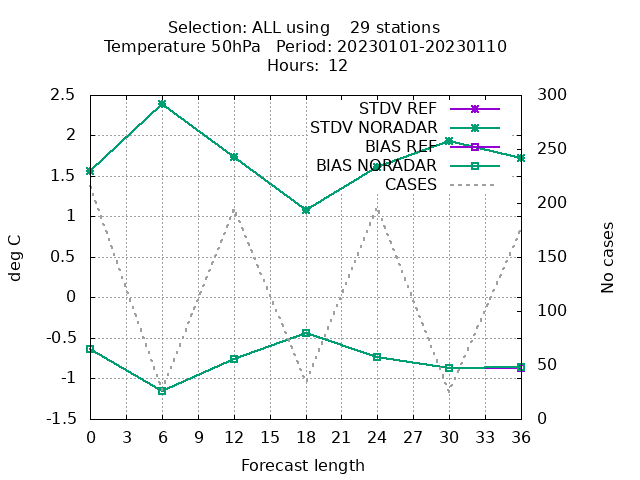 Selection: ALL using    29 stations
Temperature 50hPa   Period: 20230101-20230110
Hours: 12
2.5
2
1.5
1
0.5
0
-0.5
-1
-1.5
deg C
300
250
200
150
100
50
0
No cases
STDV REF
STDV NORADAR
BIAS REF
BIAS NORADAR
CASES
0 3 6 9 12 15 18 21 24 27 30 33 36
Forecast length